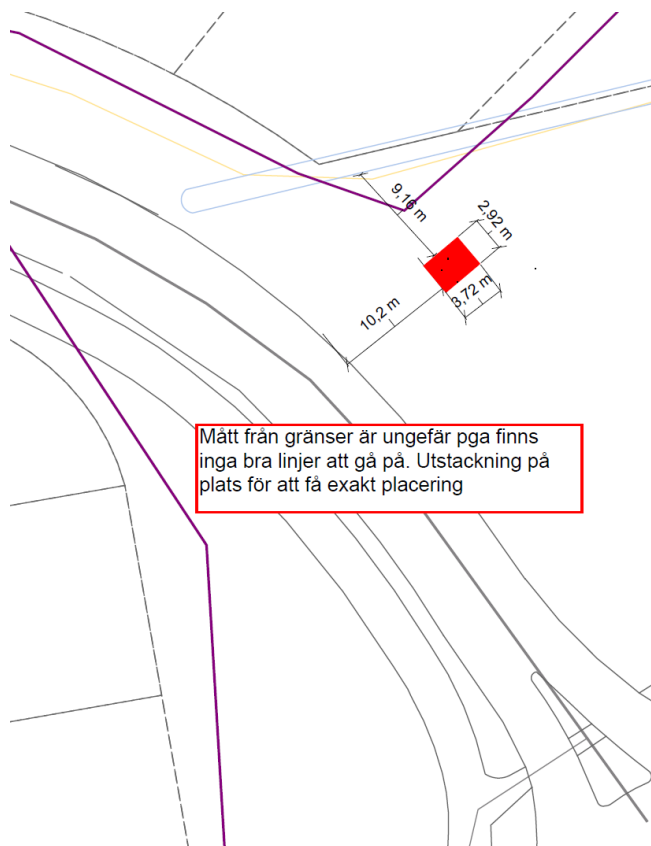 9,16 m
2,92 m
3,72 m
10,2 m
Mått från gränser är ungefär pga finns
inga bra linjer att gå på. Utstackning på
plats för att få exakt placering